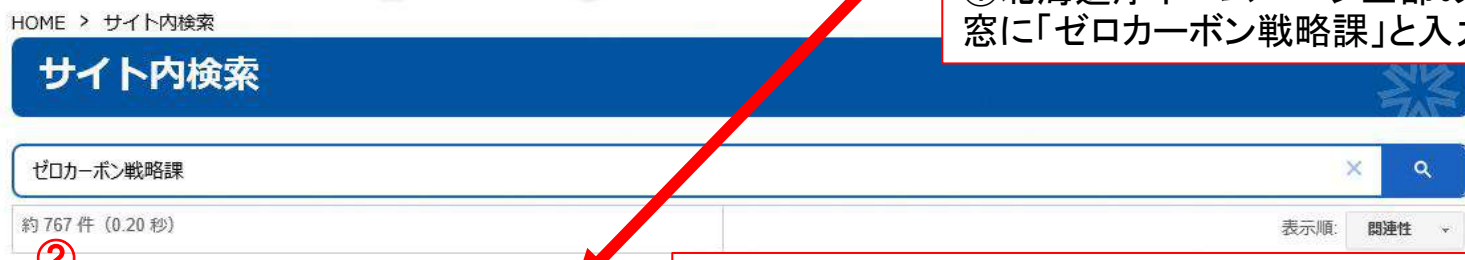 HOME > サイト内検索
窓に「ゼロカーボン戦略課」と入
サイト内検索
ゼロカーボン戦略課
約 767 件 (0.20 秒)
表示順: 関連性
②